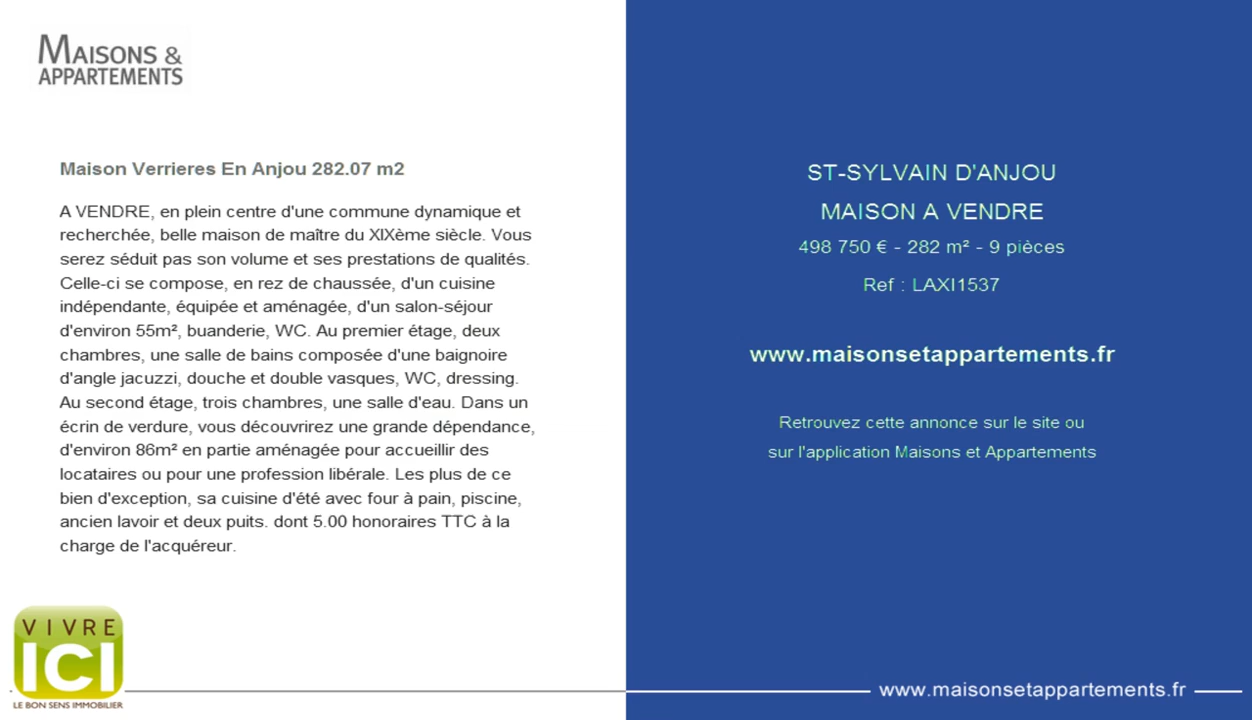 MAISONS &
APPARTEMENTS
Maison Verrieres En Anjou 282.07 m2
A VENDRE, en plein centre d'une commune dynamique et
recherchée, belle maison de maître du XIXème siècle. Vous
serez séduit pas son volume et ses prestations de qualités.
Celle-ci se compose, en rez de chaussée, d'un cuisine
indépendante, équipée et aménagée, d'un salon-séjour
d'environ 55m², buanderie, WC. Au premier étage, deux
chambres, une salle de bains composée d'une baignoire
d'angle jacuzzi, douche et double vasques, WC, dressing.
Au second étage, trois chambres, une salle d'eau. Dans un
écrin de verdure, vous découvrirez une grande dépendance,
d'environ 86m² en partie aménagée pour accueillir des
locataires ou pour une profession libérale. Les plus de ce
bien d'exception, sa cuisine d'été avec four à pain, piscine,
ancien lavoir et deux puits. dont 5.00 honoraires TTC à la
charge de l'acquéreur.
VIVRE
ICI
LE BON SENS IMMOBILIER
ST-SYLVAIN D'ANJOU
MAISON A VENDRE
498 750 € - 282 m² - 9 pièces
Ref : LAXI1537
www.maisonsetappartements.fr
Retrouvez cette annonce sur le site ou
sur l'application Maisons et Appartements
www.maisonsetappartements.fr